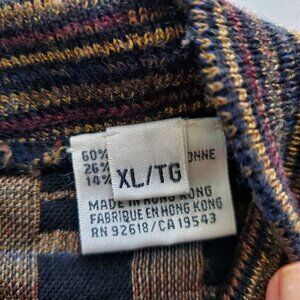 60%
26% ONNE
14%
XL/TG
MADE IN HONG KONG
FABRIQUE EN HONG KONG
RN 92618/CA 19543